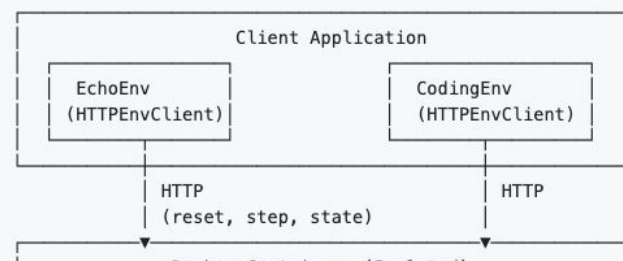 Client Application
EchoEnv CodingEnv
(HTTPEnvClient) (HTTPEnvClient)
HTTP HTTP
(reset, step, state)